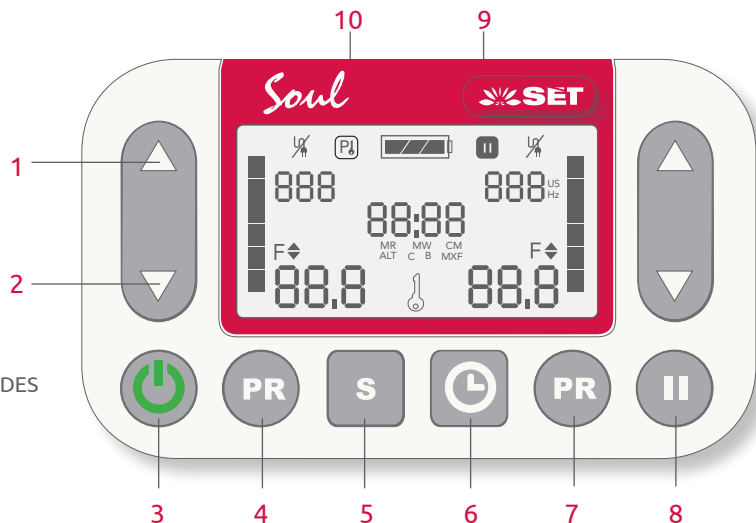 10 9
Soul SET
P
1
888 888 US
Hz
88:88
MR MW CM
ALT C B MXF
F F
2
88.8 88.8
DES
PR S PR
3 4 5 6 7 8